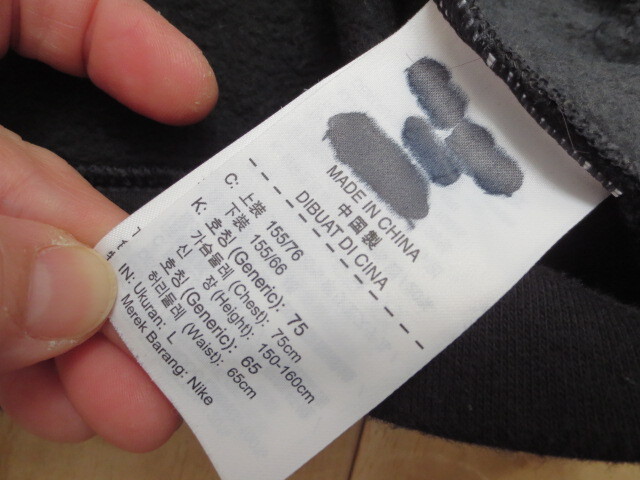 MADE IN CHINA
中国製
DIBUAT DI CINA
C: 上裝 155/76
下裝 155/66
K: 호칭 (Generic): 75
가슴둘레 (Chest): 75cm
신 장 (Height): 150-160cm
호칭 (Generic): 65
허리둘레 (Waist): 65cm
IN: Ukuran: L
Merek Barang: Nike